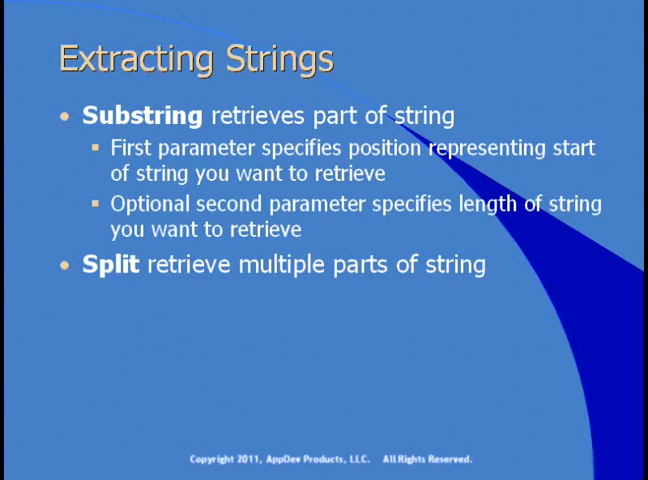 Extracting Strings
• Substring retrieves part of string
▪ First parameter specifies position representing start
of string you want to retrieve
▪ Optional second parameter specifies length of string
you want to retrieve
• Split retrieve multiple parts of string
Copyright 2011, AppDev Products, LLC. All Rights Reserved.